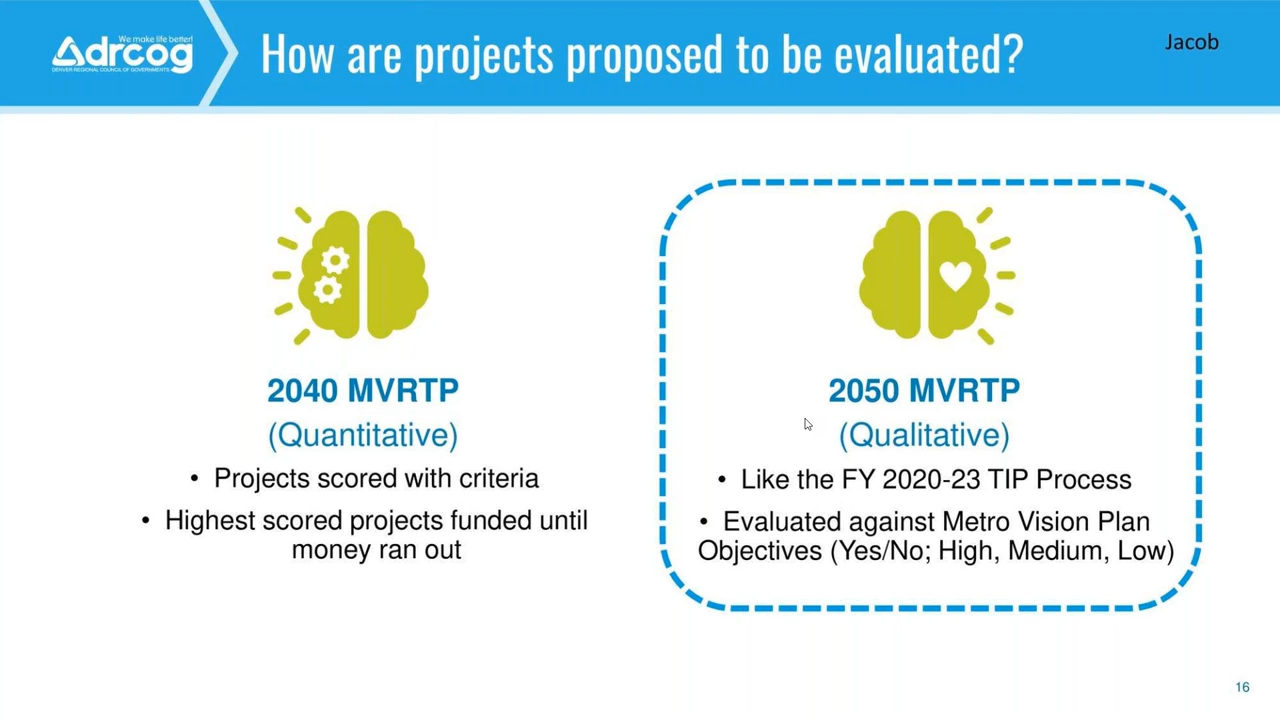 We make life better!
drcog
DENVER REGIONAL COUNCIL OF GOVERNMENTS
How are projects proposed to be evaluated?
Jacob
2040 MVRTP
(Quantitative)
• Projects scored with criteria
• Highest scored projects funded until
money ran out
2050 MVRTP
(Qualitative)
• Like the FY 2020-23 TIP Process
• Evaluated against Metro Vision Plan
Objectives (Yes/No; High, Medium, Low)
16